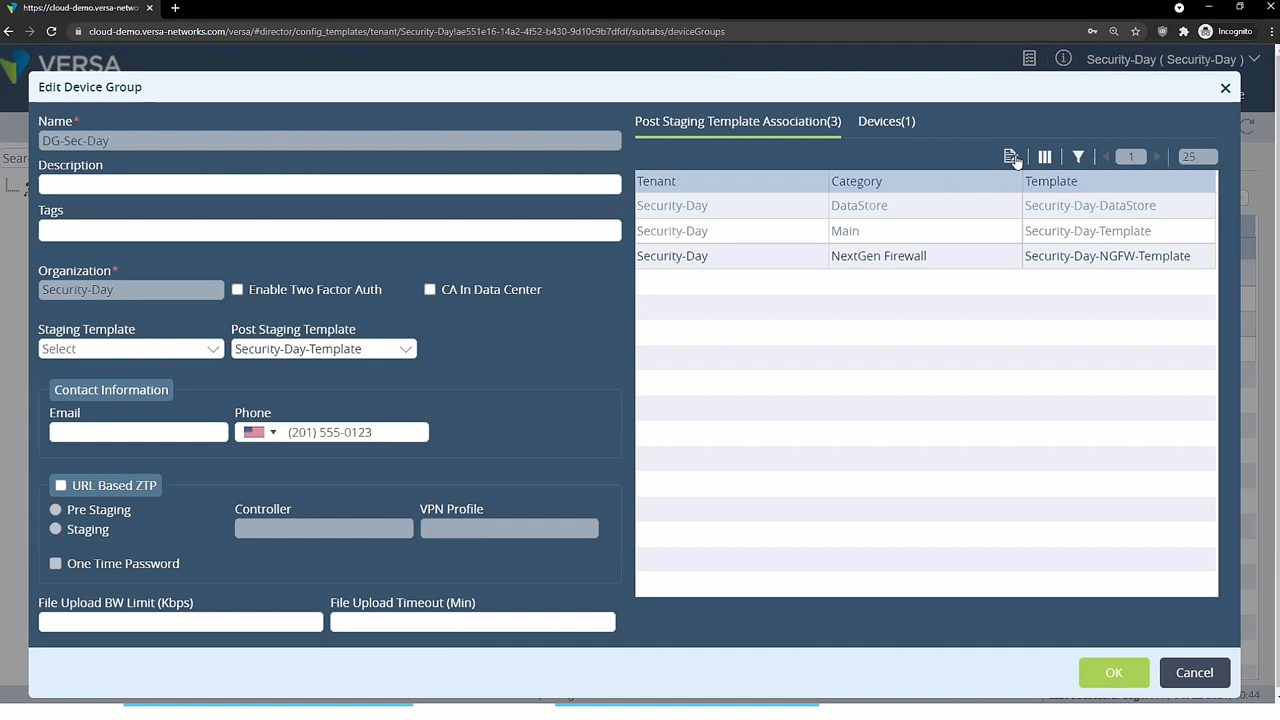 https://cloud-demo.versa-networks
cloud-demo.versa-networks.com/versa/#director/config_templates/tenant/Security-Day!ae551e16-14a2-4f52-b430-9d10c9b7dfdf/subtabs/deviceGroups
Incognito
VERSA
Security-Day ( Security-Day )
Edit Device Group
Name*
DG-Sec-Day
Description
Tags
Organization*
Security-Day
Enable Two Factor Auth
CA In Data Center
Staging Template
Post Staging Template
Select
Security-Day-Template
Contact Information
Email
Phone
(201) 555-0123
URL Based ZTP
Pre Staging
Staging
Controller
VPN Profile
One Time Password
File Upload BW Limit (Kbps)
File Upload Timeout (Min)
Post Staging Template Association(3)
Devices(1)
1
25
Tenant Category Template
Security-Day DataStore Security-Day-DataStore
Security-Day Main Security-Day-Template
Security-Day NextGen Firewall Security-Day-NGFW-Template
OK
Cancel
Sear